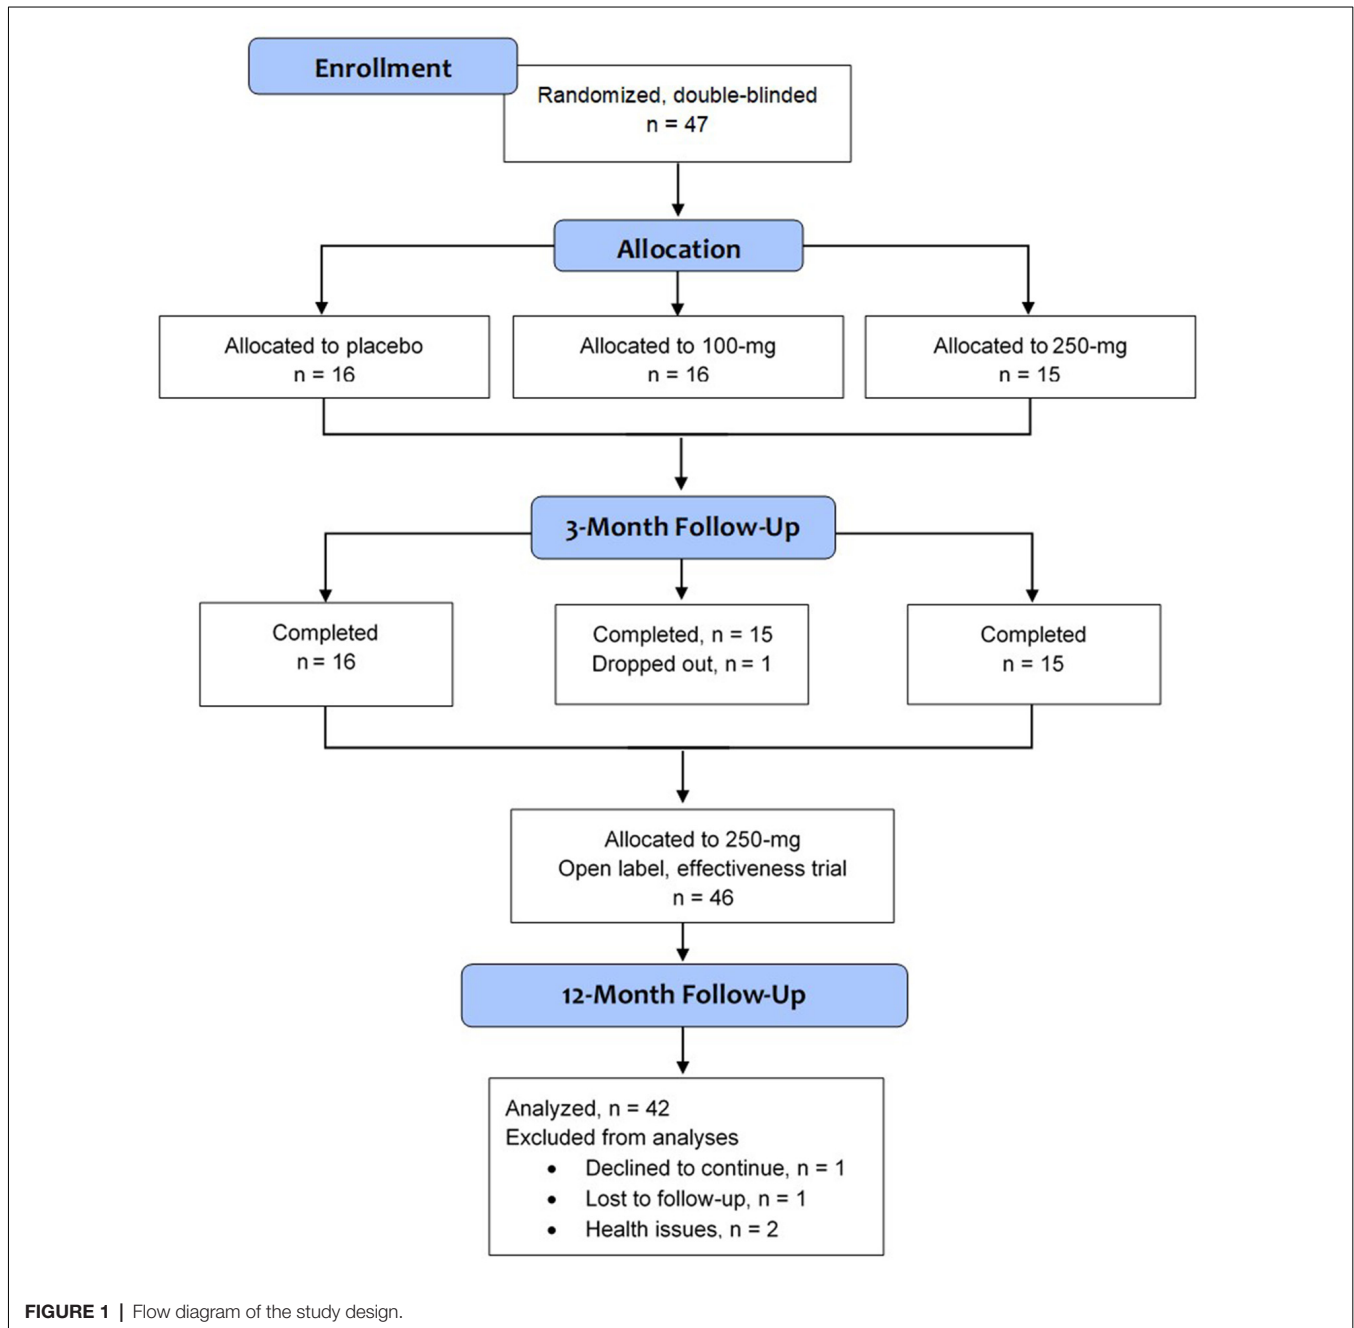 Enrollment
Randomized, double-blinded
n = 47
Allocation
Allocated to placebo
n = 16
Allocated to 100-mg
n = 16
Allocated to 250-mg
n = 15
3-Month Follow-Up
Completed
n = 16
Completed, n = 15
Dropped out, n = 1
Completed
n = 15
Allocated to 250-mg
Open label, effectiveness trial
n = 46
12-Month Follow-Up
Analyzed, n = 42
Excluded from analyses
• Declined to continue, n = 1
• Lost to follow-up, n = 1
• Health issues, n = 2
FIGURE 1 | Flow diagram of the study design.